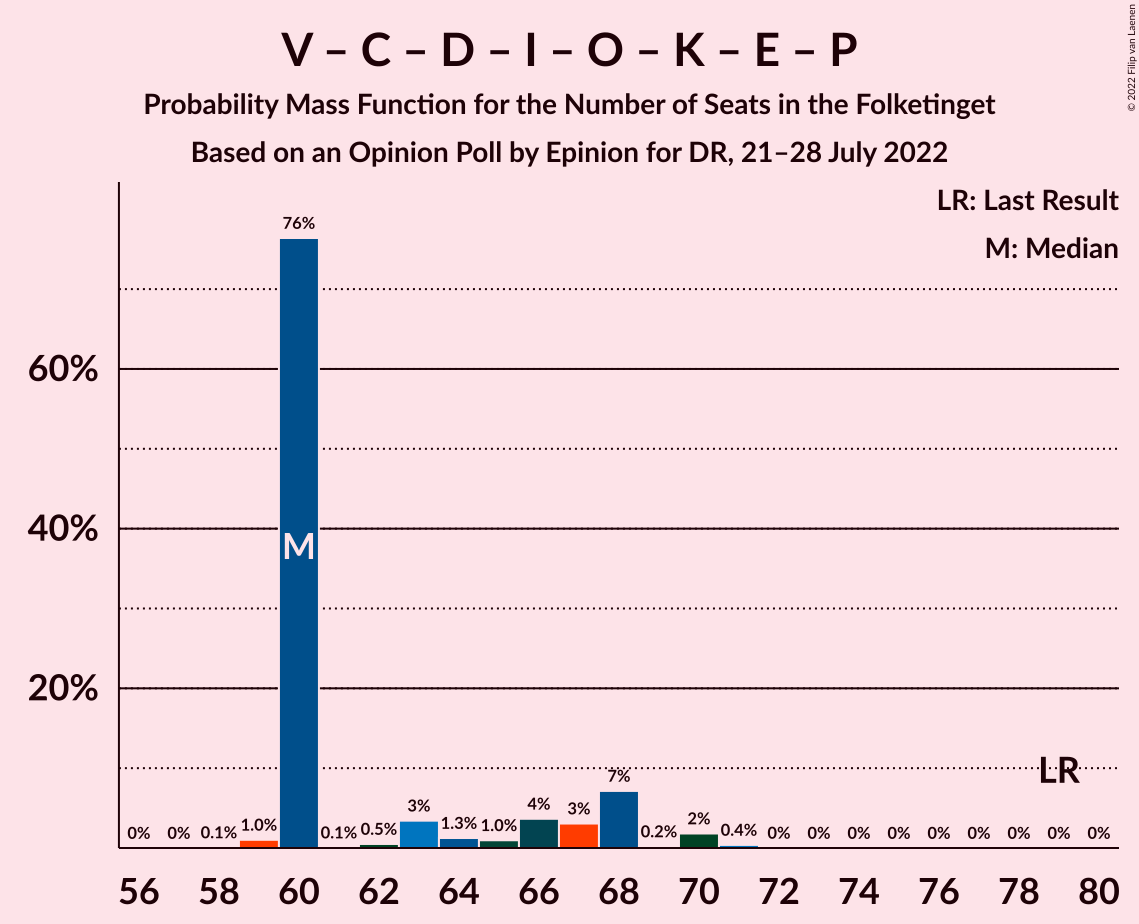 V – C – D – I – O – K – E – P
Probability Mass Function for the Number of Seats in the Folketinget
Based on an Opinion Poll by Epinion for DR, 21–28 July 2022
© 2022 Filip van Laenen
LR: Last Result
M: Median
60%
40%
20%
0% 0% 0.1% 1.0% 76% 0.1% 0.5% 3% 1.3% 1.0% 4% 3% 7% 0.2% 2% 0.4% 0% 0% 0% 0% 0% 0% 0% 0% 0%
M
LR
56 58 60 62 64 66 68 70 72 74 76 78 80